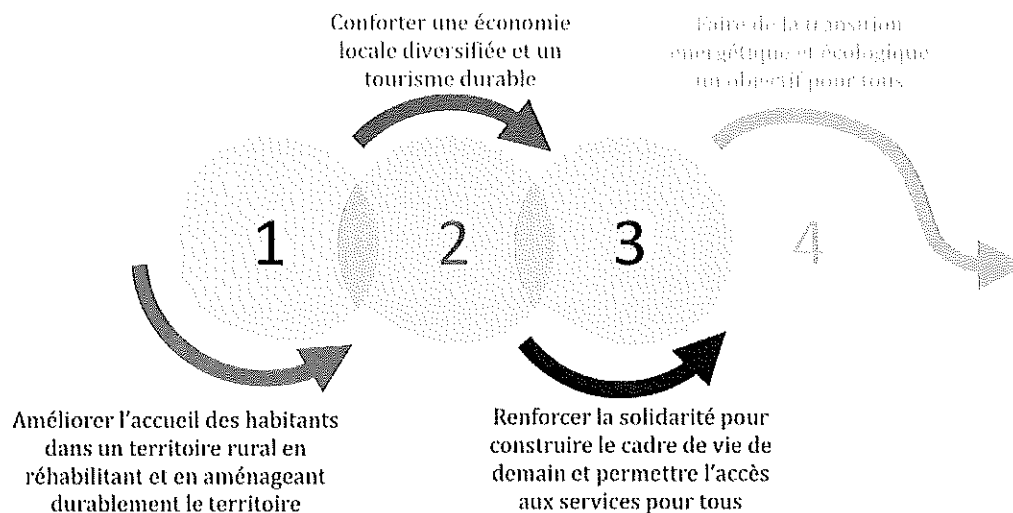 Conforter une économie
locale diversifiée et un
tourisme durable
Faire de la transition
énergétique et écologique
un objectif pour tous
1
2
3
4
Améliorer l'accueil des habitants
dans un territoire rural en
réhabilitant et en aménageant
durablement le territoire
Renforcer la solidarité pour
construire le cadre de vie de
demain et permettre l'accès
aux services pour tous